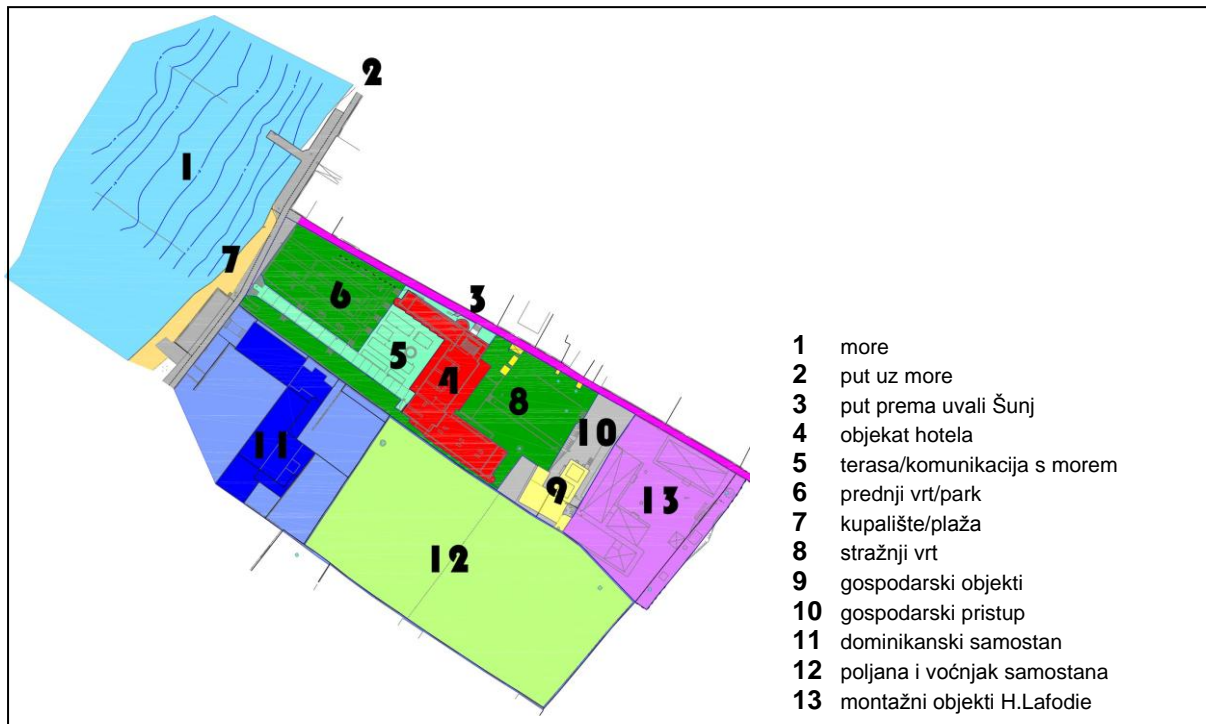 2
1
7
3
6
5
4
8
10
11
9
13
12
1 more
2 put uz more
3 put prema uvali Šunj
4 objekat hotela
5 terasa/komunikacija s morem
6 prednji vrt/park
7 kupalište/plaža
8 stražnji vrt
9 gospodarski objekti
10 gospodarski pristup
11 dominikanski samostan
12 poljana i voćnjak samostana
13 montažni objekti H.Lafodie